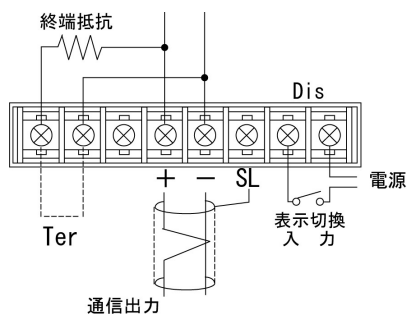 終端抵抗
Dis
+ − SL
電源
Ter
表示切換
入 力
通信出力